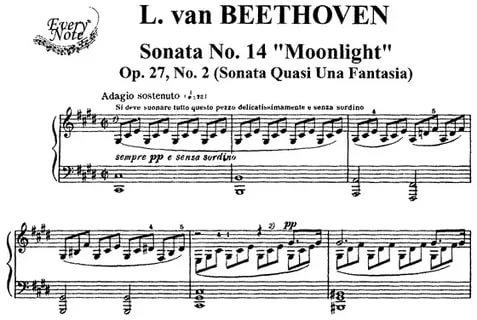 Every
Note
L. van BEETHOVEN
Sonata No. 14 "Moonlight"
Op. 27, No. 2 (Sonata Quasi Una Fantasia)
Adagio sostenuto
Si deve suonare tutto questo pezzo delicatissimamente e senza sordino
sempre pp e senza sordino
pp